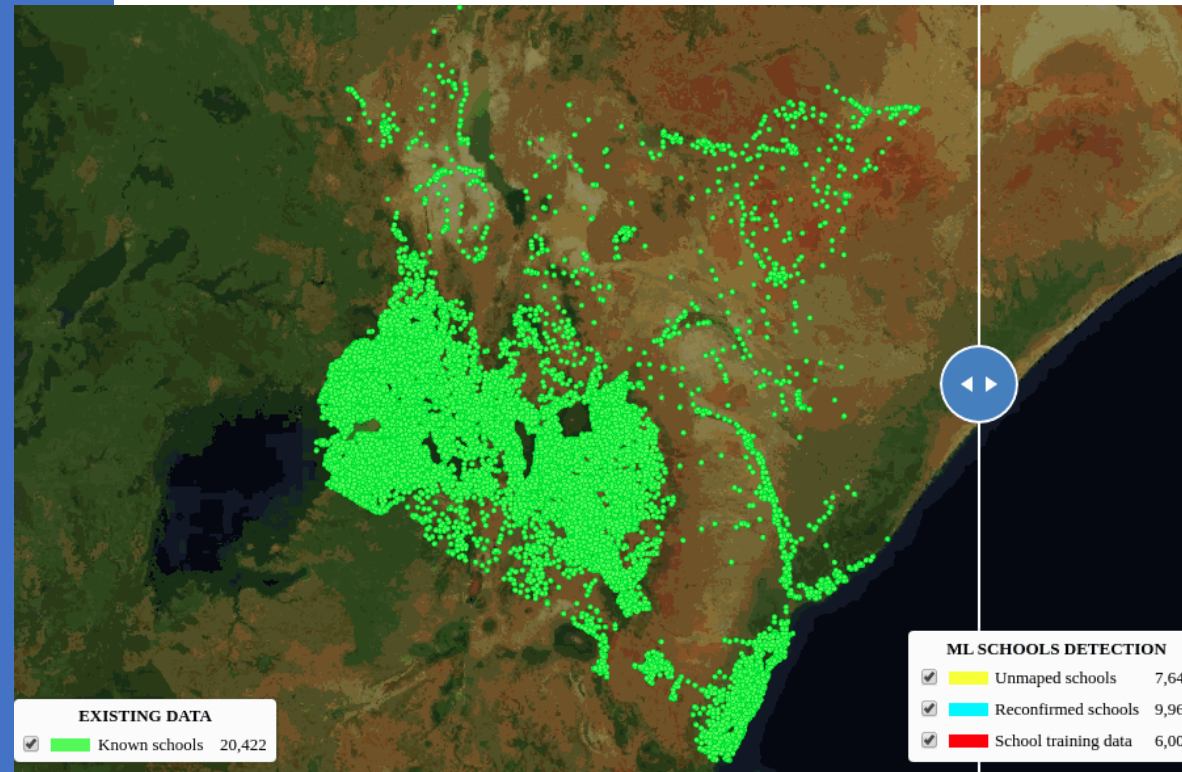 EXISTING DATA
Known schools 20,422
ML SCHOOLS DETECTION
Unmaped schools 7,64
Reconfirmed schools 9,96
School training data 6,00